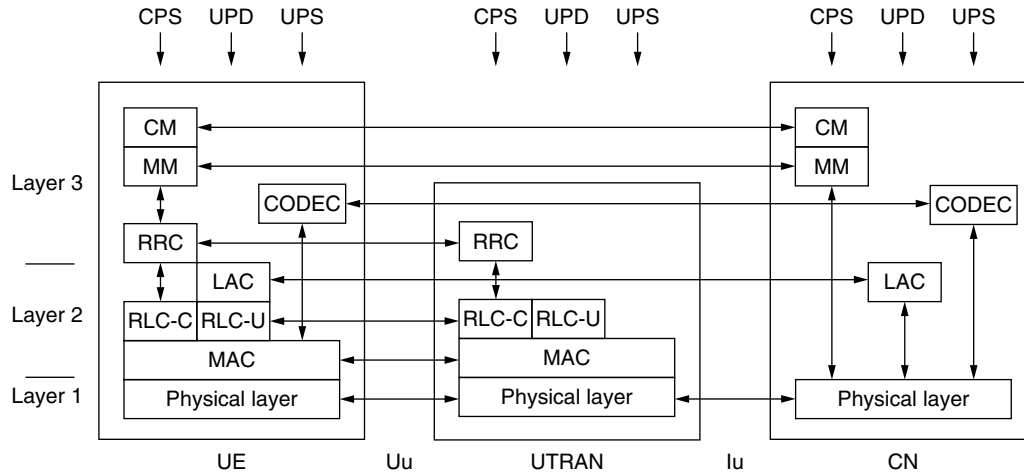 CPS UPD UPS CPS UPD UPS CPS UPD UPS
CM CM
MM MM
Layer 3
CODEC CODEC
RRC RRC
LAC LAC
Layer 2
RLC-C RLC-U RLC-C RLC-U
MAC MAC
Layer 1
Physical layer Physical layer Physical layer
UE Uu UTRAN Iu CN